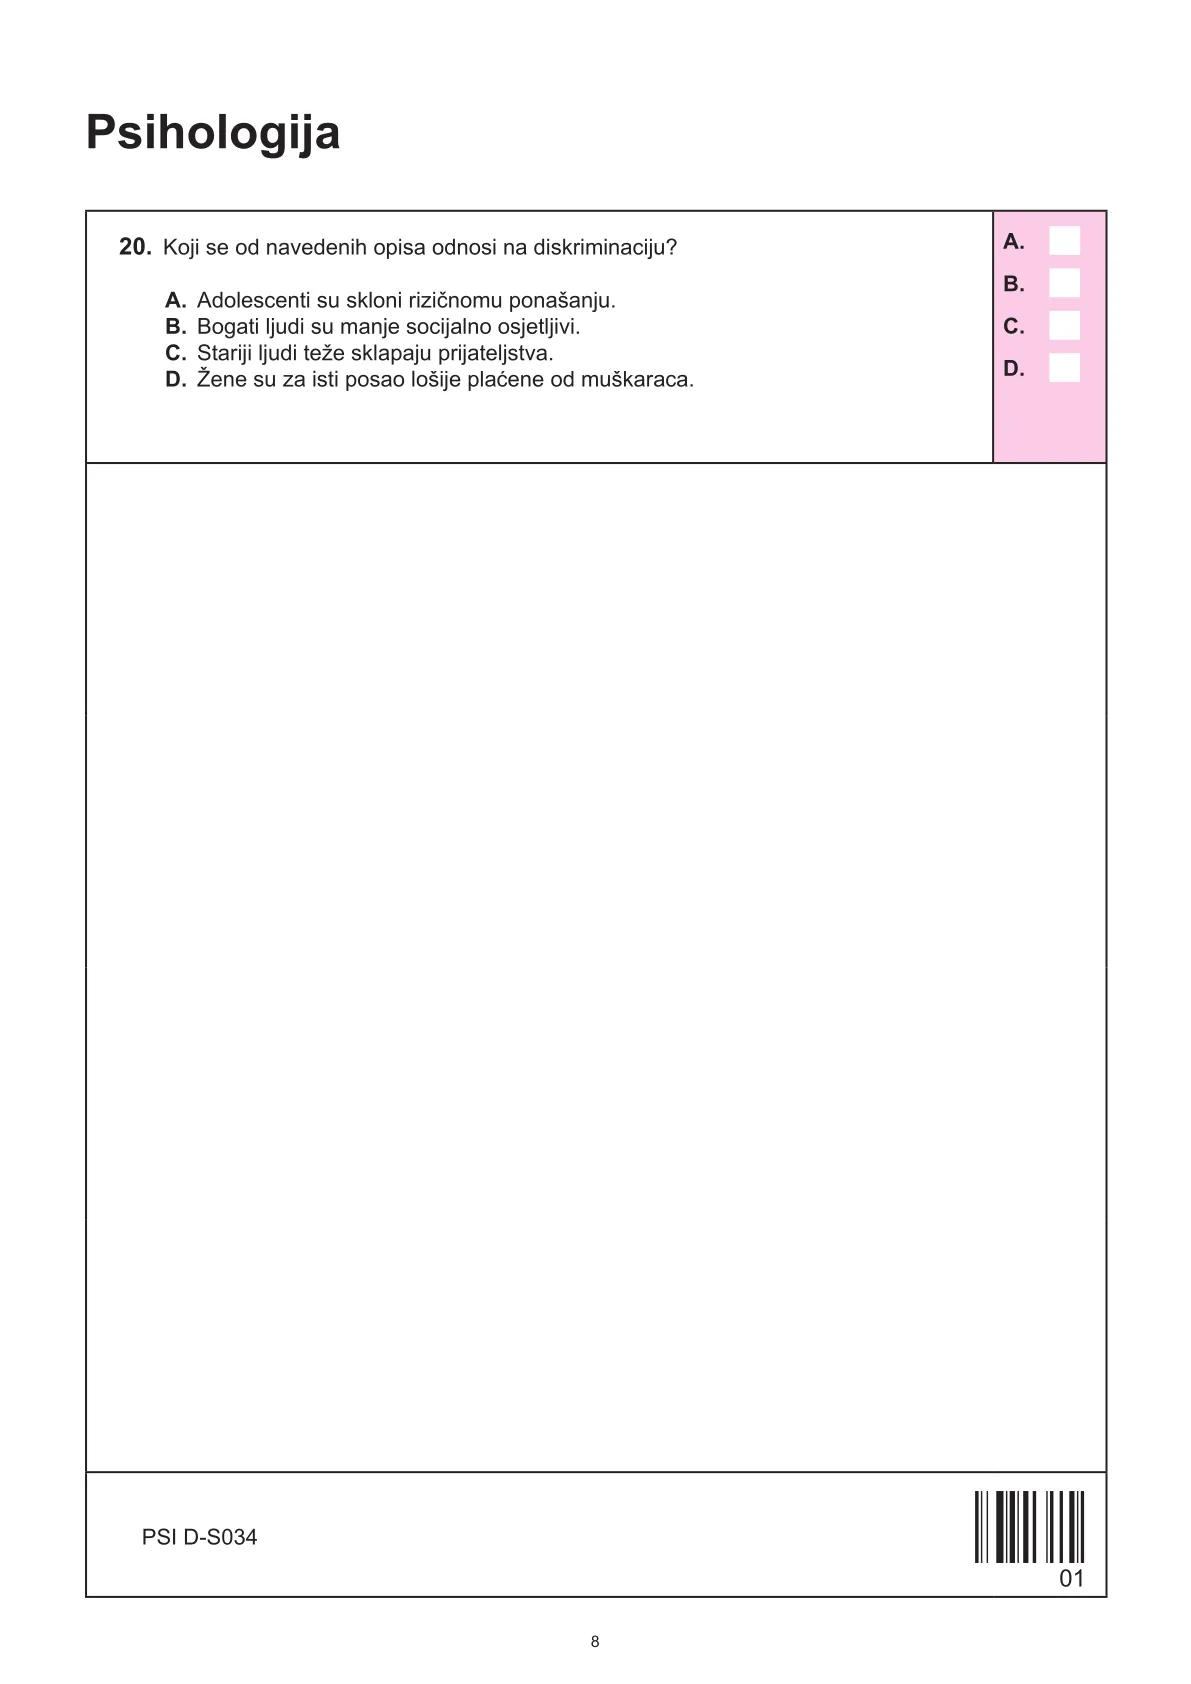 Psihologija
20. Koji se od navedenih opisa odnosi na diskriminaciju?
A. Adolescenti su skloni rizičnomu ponašanju.
B. Bogati ljudi su manje socijalno osjetljivi.
C. Stariji ljudi teže sklapaju prijateljstva.
D. Žene su za isti posao lošije plaćene od muškaraca.
A.
B.
C.
D.
PSI D-S034
01
8